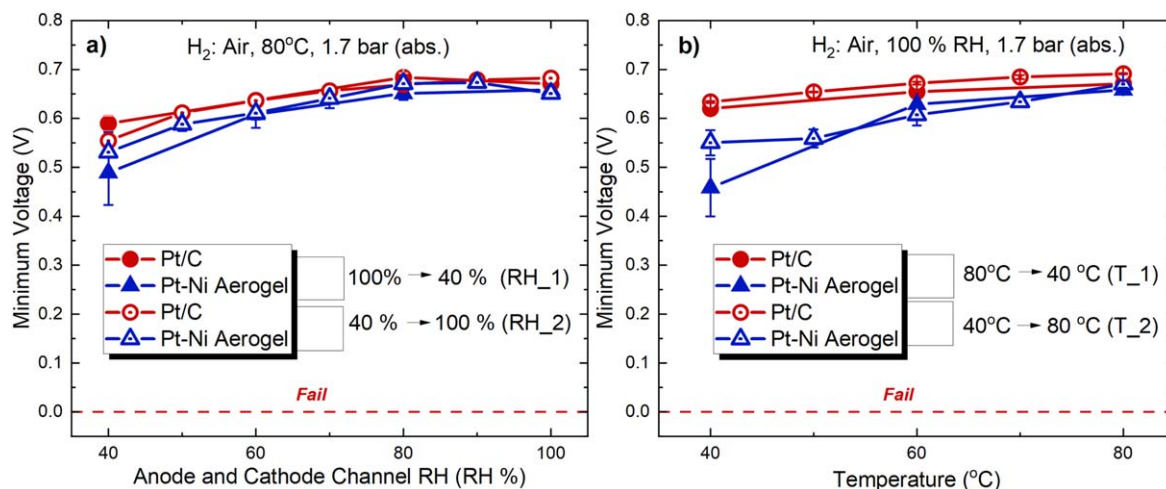 a)
H2: Air, 80°C, 1.7 bar (abs.)
Minimum Voltage (V)
0.8
0.7
0.6
0.5
0.4
0.3
0.2
0.1
0.0
Pt/C
Pt-Ni Aerogel
Pt/C
Pt-Ni Aerogel
100% → 40 % (RH_1)
40 % → 100 % (RH_2)
Fail
40 60 80 100
Anode and Cathode Channel RH (RH %)
b)
H2: Air, 100 % RH, 1.7 bar (abs.)
Minimum Voltage (V)
0.8
0.7
0.6
0.5
0.4
0.3
0.2
0.1
0.0
Pt/C
Pt-Ni Aerogel
Pt/C
Pt-Ni Aerogel
80°C → 40 °C (T_1)
40°C → 80 °C (T_2)
Fail
40 50 60 70 80
Temperature (°C)